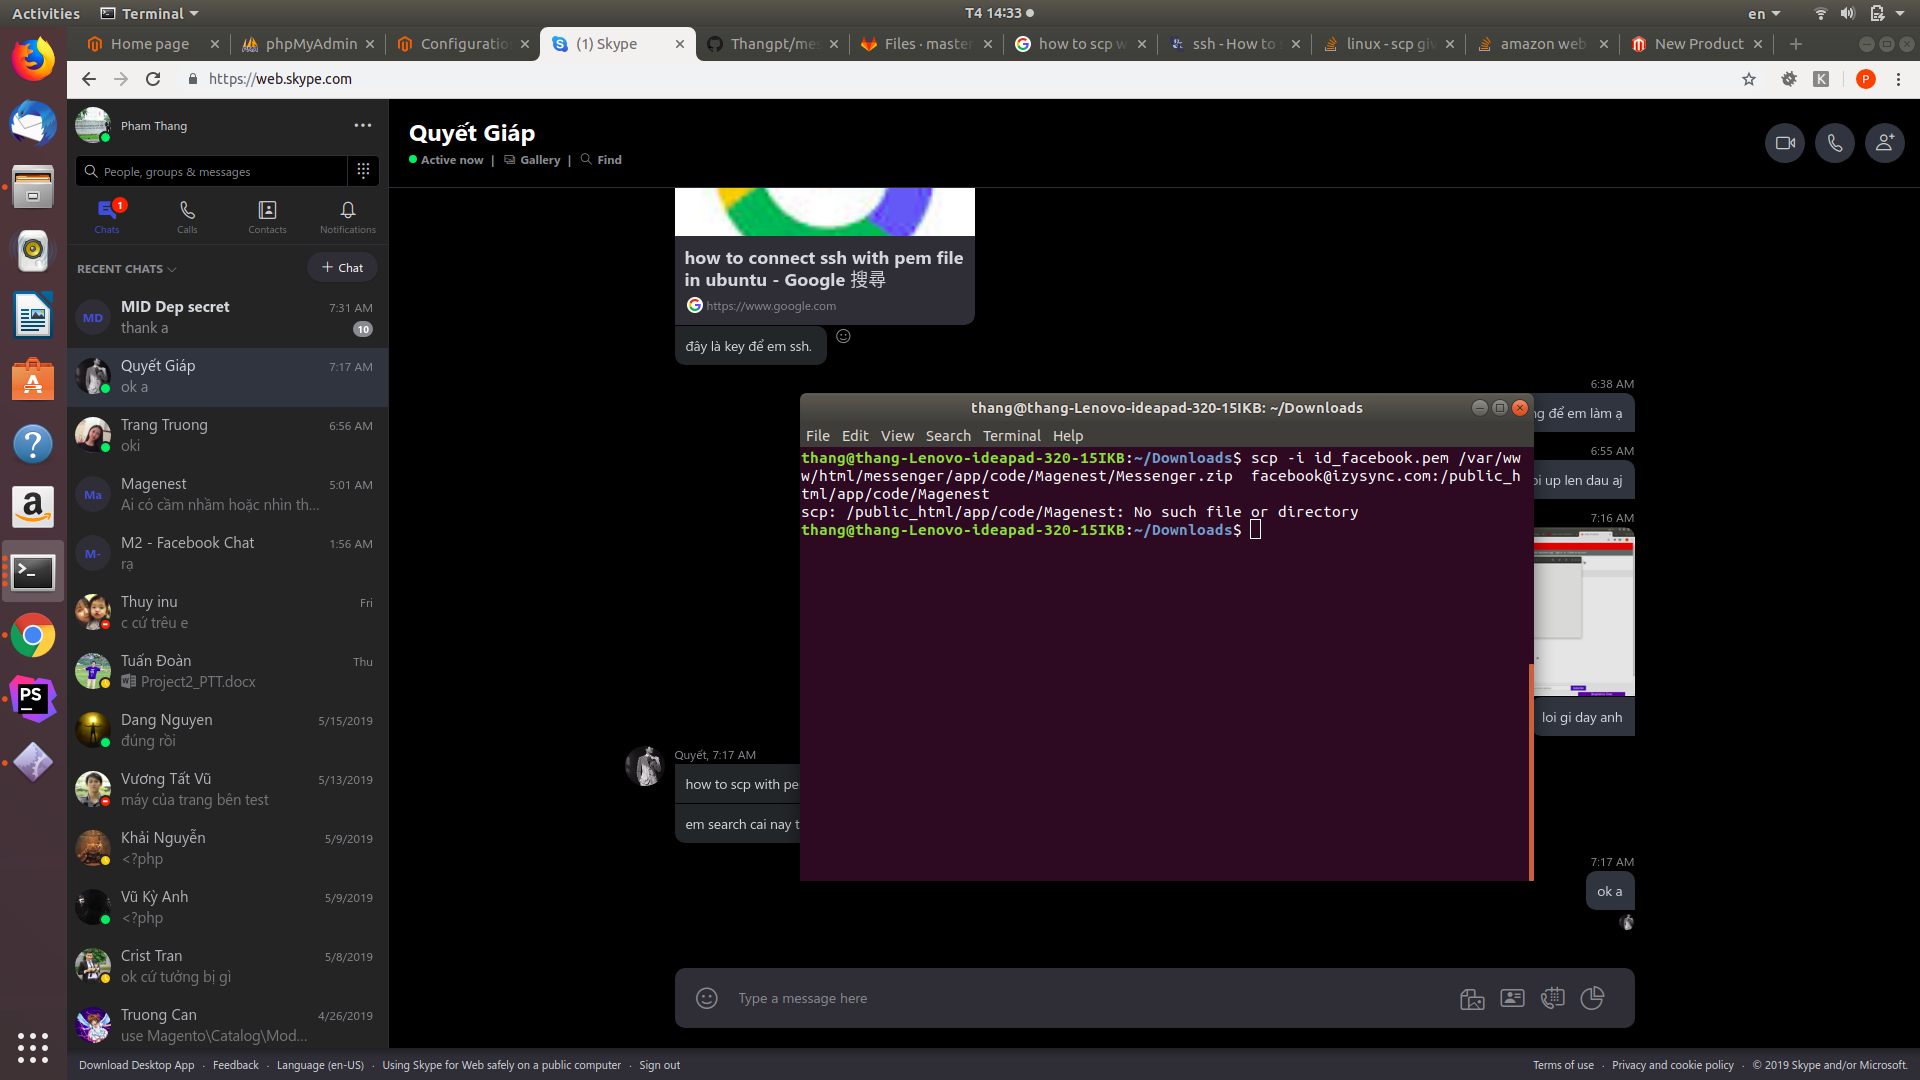 Activities
Terminal
T4 14:33
en
Home page
phpMyAdmin
Configuratio
(1) Skype
Thangpt/me
Files · master
how to scp w
ssh - How to
linux - scp giv
amazon web
New Product
https://web.skype.com
K
P
Pham Thang
People, groups & messages
1
Chats
Calls
Contacts
Notifications
RECENT CHATS
Chat
MD
MID Dep secret
7:31 AM
thank a
10
Quyết Giáp
7:17 AM
ok a
Trang Truong
6:56 AM
oki
Ma
Magenest
5:01 AM
Ai có cầm nhầm hoặc nhìn th...
M-
M2 - Facebook Chat
1:56 AM
rạ
Thuy inu
Fri
c cứ trêu e
Tuấn Đoàn
Thu
Project2_PTT.docx
Dang Nguyen
5/15/2019
đúng rồi
Vương Tất Vũ
5/13/2019
máy của trang bên test
Khải Nguyễn
5/9/2019
<?php
Vũ Kỳ Anh
5/9/2019
<?php
Crist Tran
5/8/2019
ok cứ tưởng bị gì
Truong Can
4/26/2019
use Magento\Catalog\Mod...
PS
Quyết Giáp
Active now | Gallery | Find
how to connect ssh with pem file
in ubuntu - Google 搜尋
https://www.google.com
đây là key để em ssh.
6:38 AM
ng để em làm ạ
6:55 AM
oi up len dau aj
7:16 AM
loi gi day anh
Quyết, 7:17 AM
how to scp with pe
em search cai nay t
7:17 AM
ok a
thang@thang-Lenovo-ideapad-320-15IKB: ~/Downloads
File Edit View Search Terminal Help
thang@thang-Lenovo-ideapad-320-15IKB:~/Downloads$ scp -i id_facebook.pem /var/ww
w/html/messenger/app/code/Magenest/Messenger.zip  facebook@izysync.com:/public_h
tml/app/code/Magenest
scp: /public_html/app/code/Magenest: No such file or directory
thang@thang-Lenovo-ideapad-320-15IKB:~/Downloads$
Type a message here
Download Desktop App · Feedback · Language (en-US) · Using Skype for Web safely on a public computer · Sign out
Terms of use · Privacy and cookie policy · © 2019 Skype and/or Microsoft.